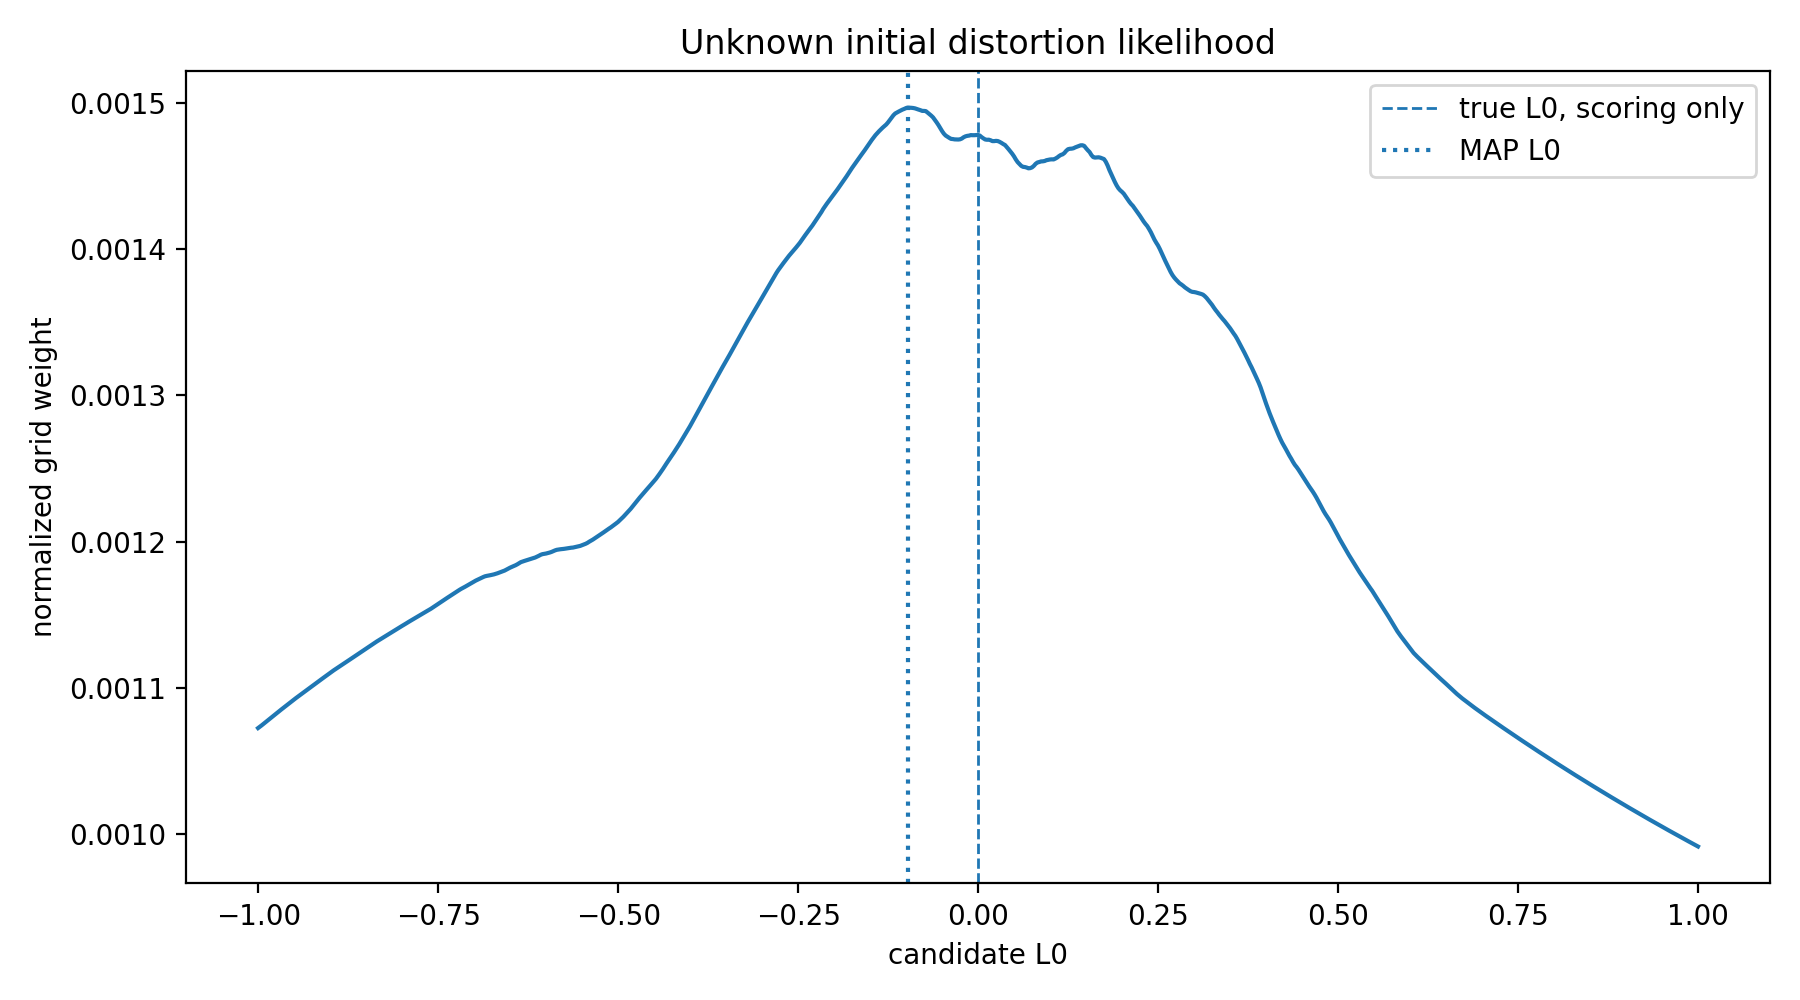 Unknown initial distortion likelihood
true L0, scoring only
MAP L0
normalized grid weight
0.0015
0.0014
0.0013
0.0012
0.0011
0.0010
−1.00 −0.75 −0.50 −0.25 0.00 0.25 0.50 0.75 1.00
candidate L0